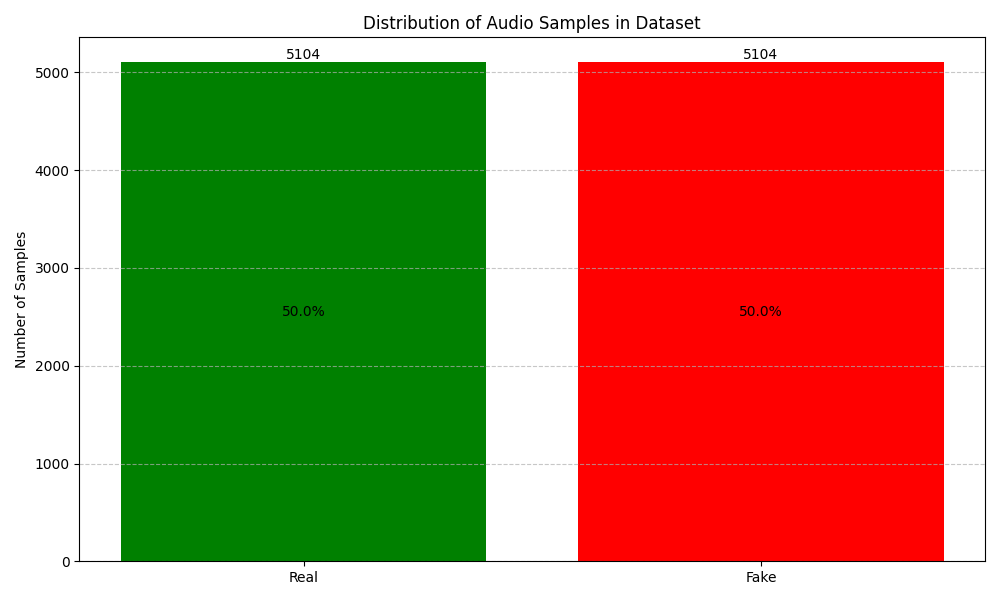 Distribution of Audio Samples in Dataset
5104
5104
5000
4000
3000
2000
1000
0
Number of Samples
50.0%
50.0%
Real
Fake